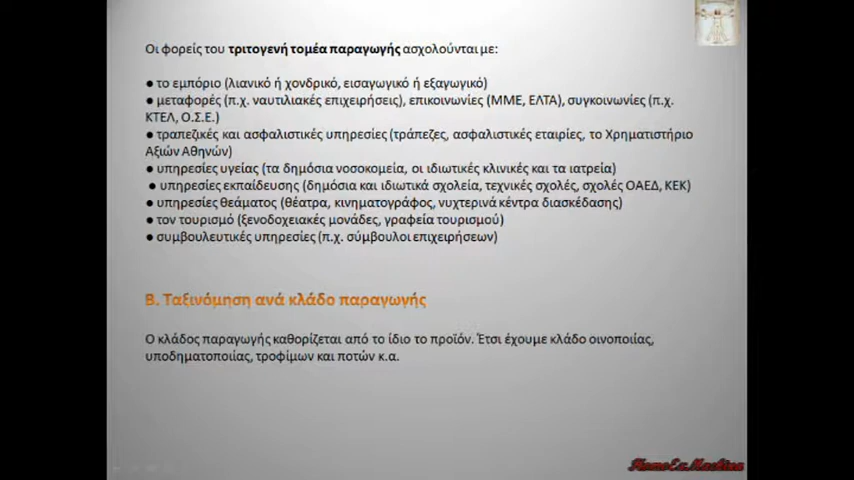 Οι φορείς του τριτογενή τομέα παραγωγής ασχολούνται με:
● το εμπόριο (λιανικό ή χονδρικό, εισαγωγικό ή εξαγωγικό)
● μεταφορές (π.χ. ναυτιλιακές επιχειρήσεις), επικοινωνίες (ΜΜΕ, ΕΛΤΑ), συγκοινωνίες (π.χ.
ΚΤΕΛ, Ο.Σ.Ε.)
● τραπεζικές και ασφαλιστικές υπηρεσίες (τράπεζες, ασφαλιστικές εταιρίες, το Χρηματιστήριο
Αξιών Αθηνών)
● υπηρεσίες υγείας (τα δημόσια νοσοκομεία, οι ιδιωτικές κλινικές και τα ιατρεία)
● υπηρεσίες εκπαίδευσης (δημόσια και ιδιωτικά σχολεία, τεχνικές σχολές, σχολές ΟΑΕΔ, ΚΕΚ)
● υπηρεσίες θεάματος (θέατρα, κινηματογράφος, νυχτερινά κέντρα διασκέδασης)
● τον τουρισμό (ξενοδοχειακές μονάδες, γραφεία τουρισμού)
● συμβουλευτικές υπηρεσίες (π.χ. σύμβουλοι επιχειρήσεων)
Β. Ταξινόμηση ανά κλάδο παραγωγής
Ο κλάδος παραγωγής καθορίζεται από το ίδιο το προϊόν. Έτσι έχουμε κλάδο οινοποιίας,
υποδηματοποιίας, τροφίμων και ποτών κ.α.
HomoExMachina